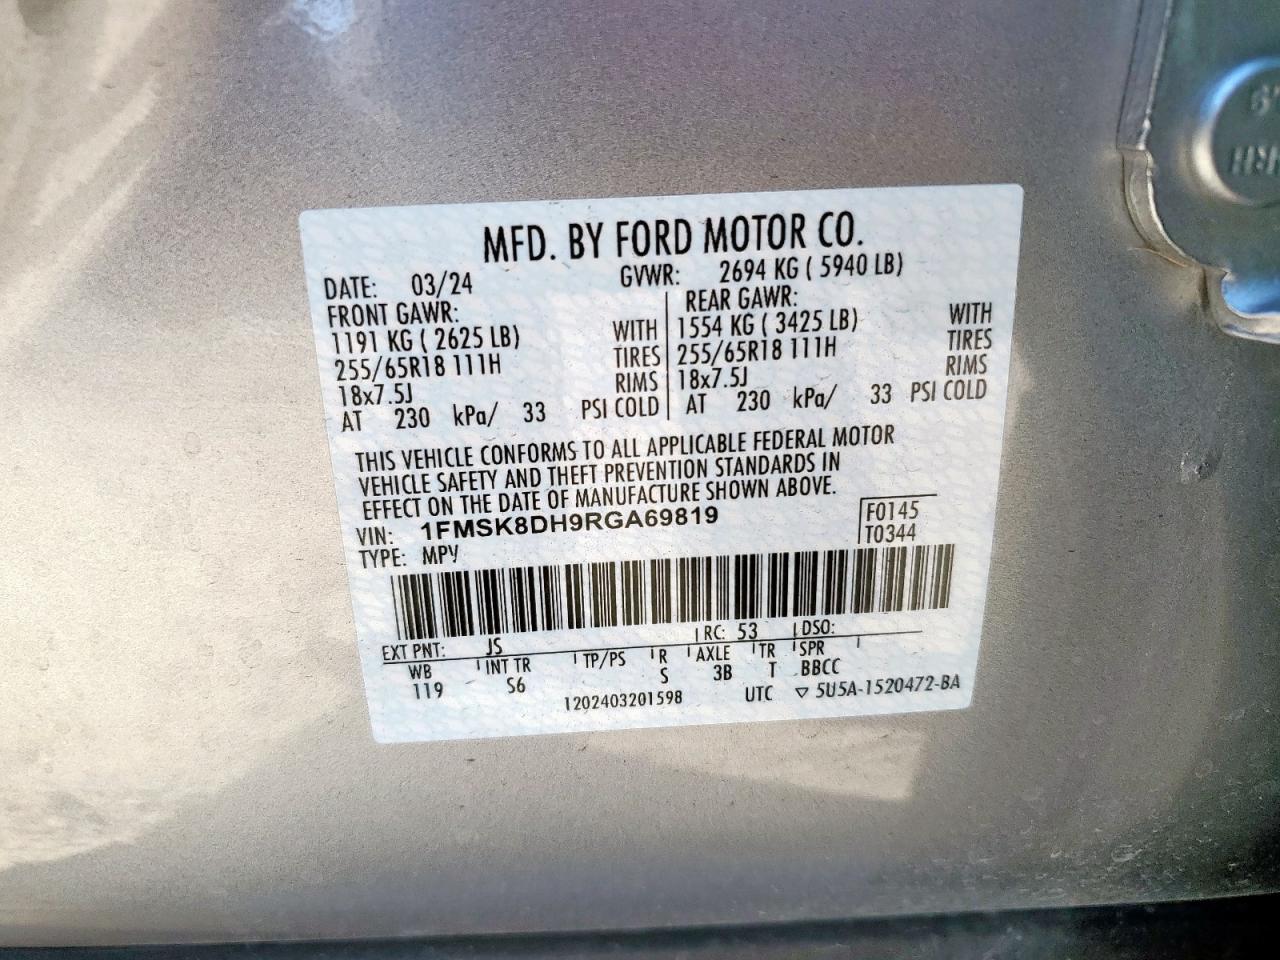 MFD. BY FORD MOTOR CO.
DATE: 03/24 GVWR: 2694 KG ( 5940 LB)
FRONT GAWR: REAR GAWR:
1191 KG ( 2625 LB) WITH 1554 KG ( 3425 LB) WITH
255/65R18 111H TIRES 255/65R18 111H TIRES
18x7.5J RIMS 18x7.5J RIMS
AT 230 kPa/ 33 PSI COLD AT 230 kPa/ 33 PSI COLD
THIS VEHICLE CONFORMS TO ALL APPLICABLE FEDERAL MOTOR
VEHICLE SAFETY AND THEFT PREVENTION STANDARDS IN
EFFECT ON THE DATE OF MANUFACTURE SHOWN ABOVE.
VIN: 1FMSK8DH9RGA69819 F0145
TYPE: MPV T0344
EXT PNT: JS RC: 53 DSO:
WB INT TR TP/PS R AXLE TR SPR
119 S6 S 3B T BBCC
1202403201598 UTC ▽ 5U5A-1520472-BA